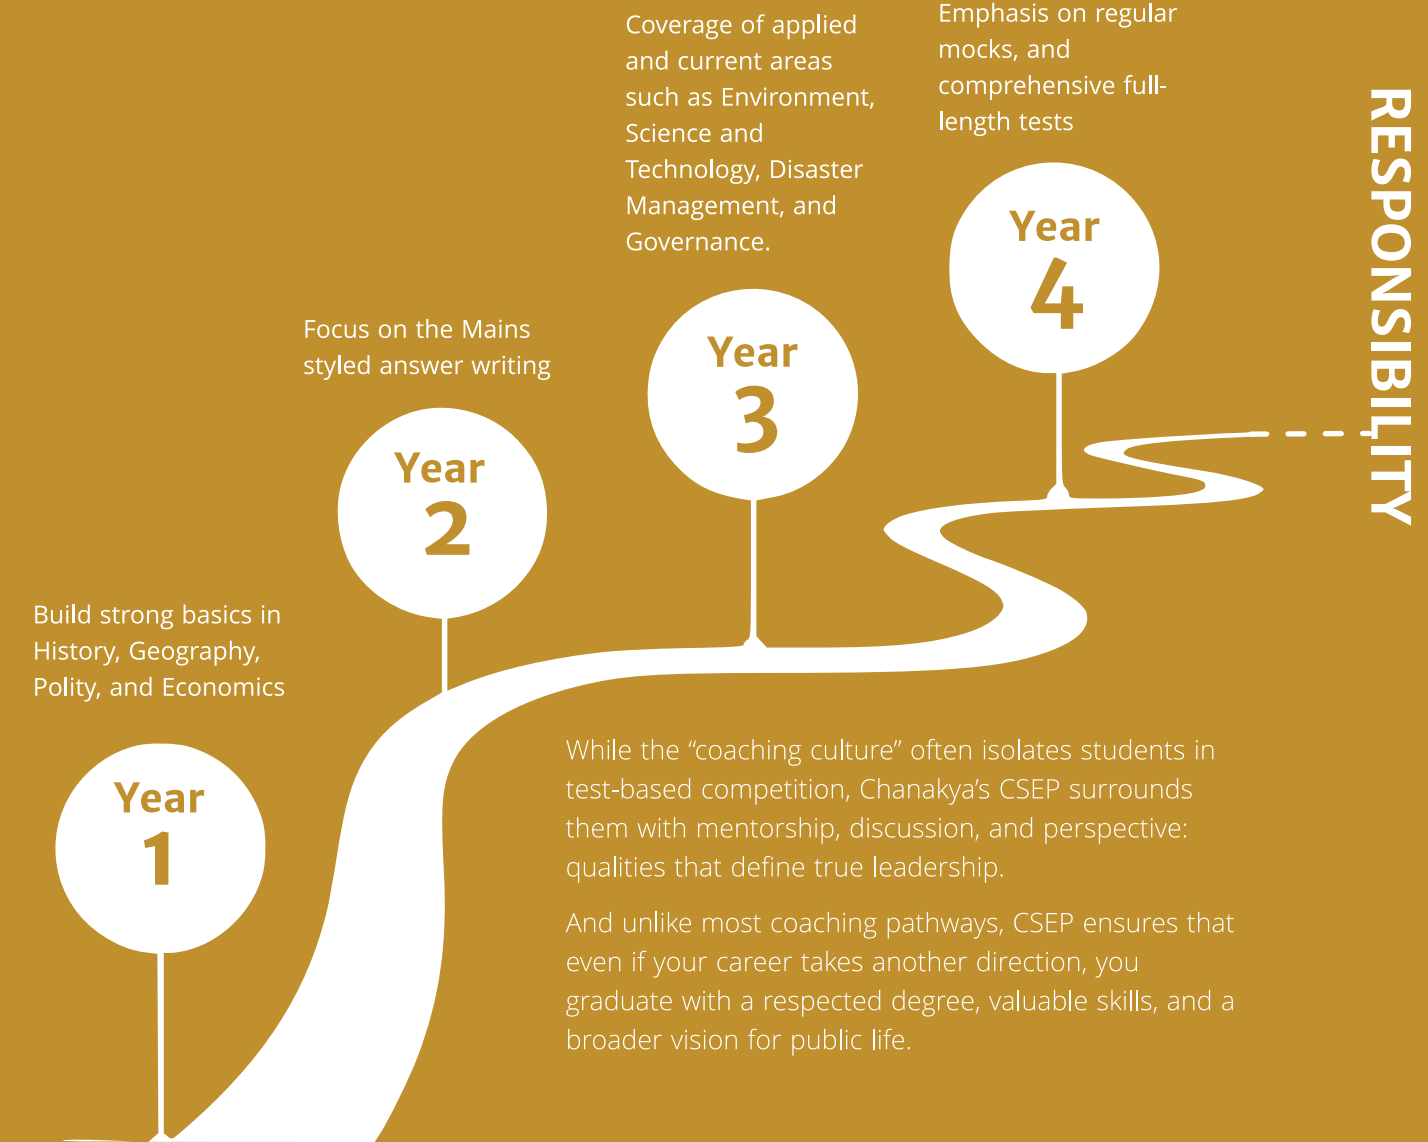 Build strong basics in
History, Geography,
Polity, and Economics
Year
1
Focus on the Mains
styled answer writing
Year
2
Coverage of applied
and current areas
such as Environment,
Science and
Technology, Disaster
Management, and
Governance.
Year
3
Emphasis on regular
mocks, and
comprehensive full-
length tests
Year
4
RESPONSIBILITY
While the “coaching culture” often isolates students in
test-based competition, Chanakya’s CSEP surrounds
them with mentorship, discussion, and perspective:
qualities that define true leadership.
And unlike most coaching pathways, CSEP ensures that
even if your career takes another direction, you
graduate with a respected degree, valuable skills, and a
broader vision for public life.